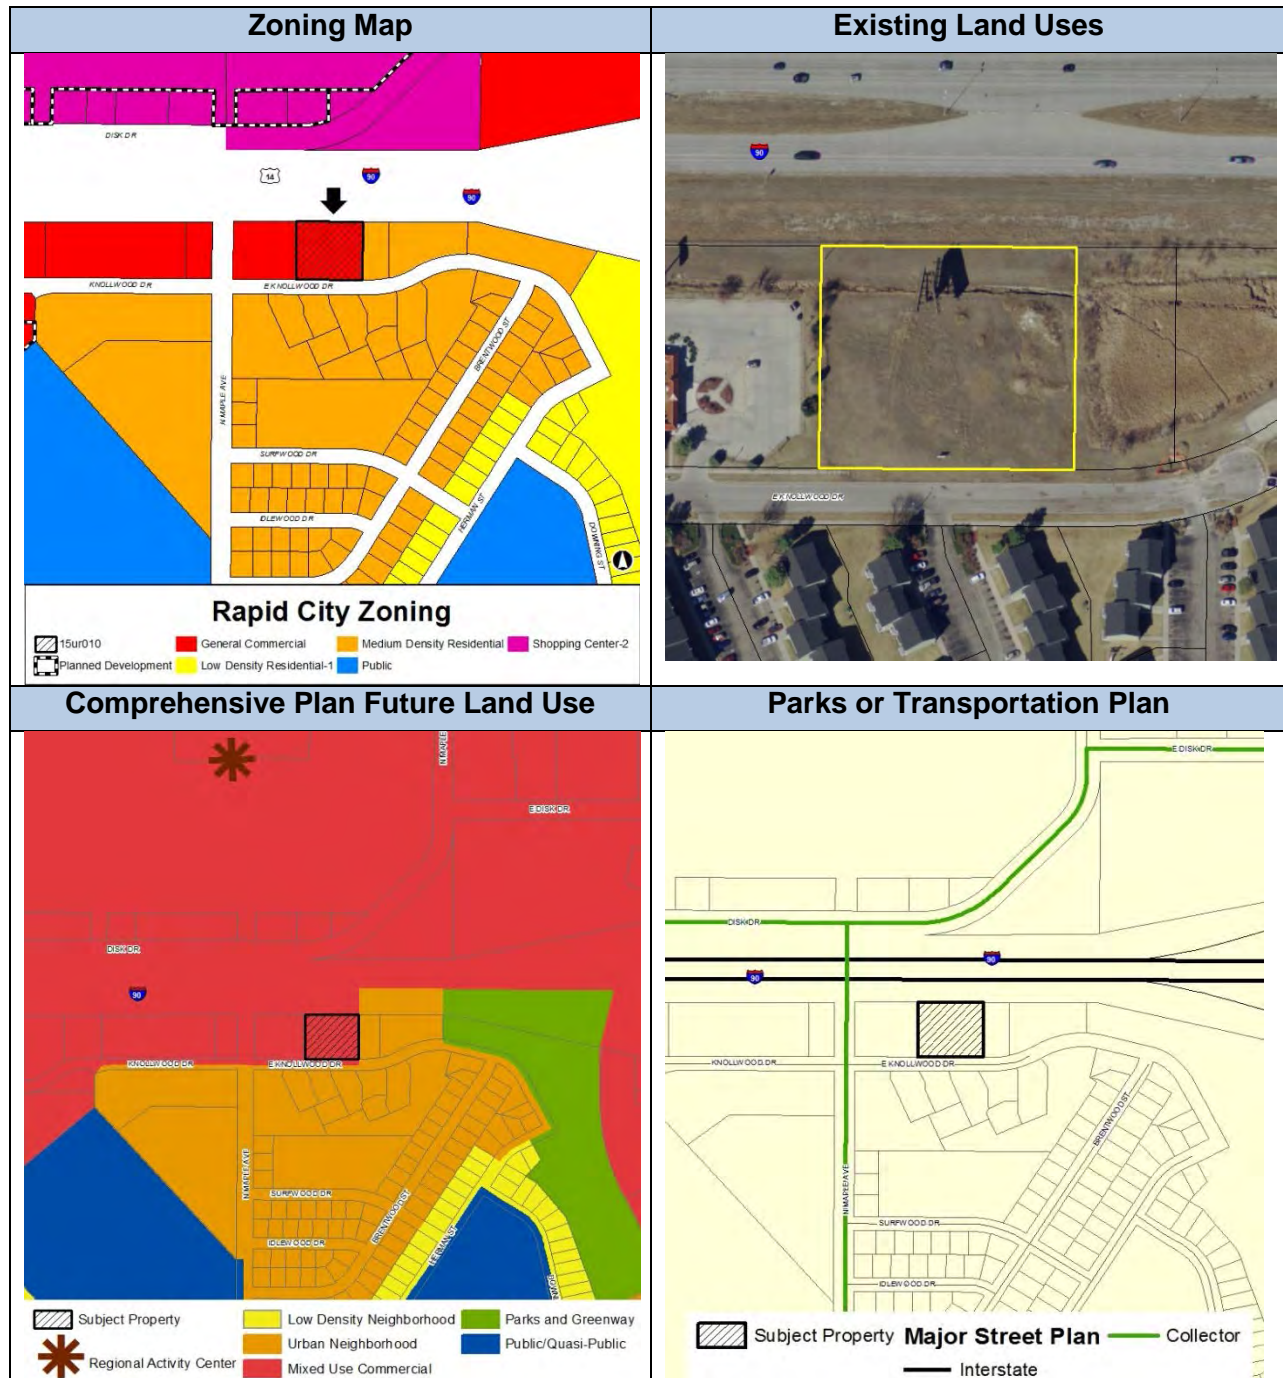 Zoning Map
Existing Land Uses
DISK DR
14
90
90
KNOLLWOOD DR
E KNOLLWOOD DR
N MAPLE AVE
BRENTWOOD ST
SURFWOOD DR
IDLEWOOD DR
HERMAN ST
DOWNING ST
Rapid City Zoning
15ur010
General Commercial
Medium Density Residential
Shopping Center-2
Planned Development
Low Density Residential-1
Public
90
E KNOLLWOOD DR
Comprehensive Plan Future Land Use
Parks or Transportation Plan
N MAPLE
E DISK DR
DISK DR
90
KNOLLWOOD DR
E KNOLLWOOD DR
N MAPLE AVE
SURFWOOD DR
BRENTWOOD ST
IDLEWOOD DR
HERMAN ST
Subject Property
Low Density Neighborhood
Parks and Greenway
Urban Neighborhood
Public/Quasi-Public
Regional Activity Center
Mixed Use Commercial
E DISK DR
DISK DR
90
90
KNOLLWOOD DR
E KNOLLWOOD DR
BRENTWOOD ST
N MAPLE AVE
SURFWOOD DR
IDLEWOOD DR
Subject Property
Major Street Plan
Collector
Interstate